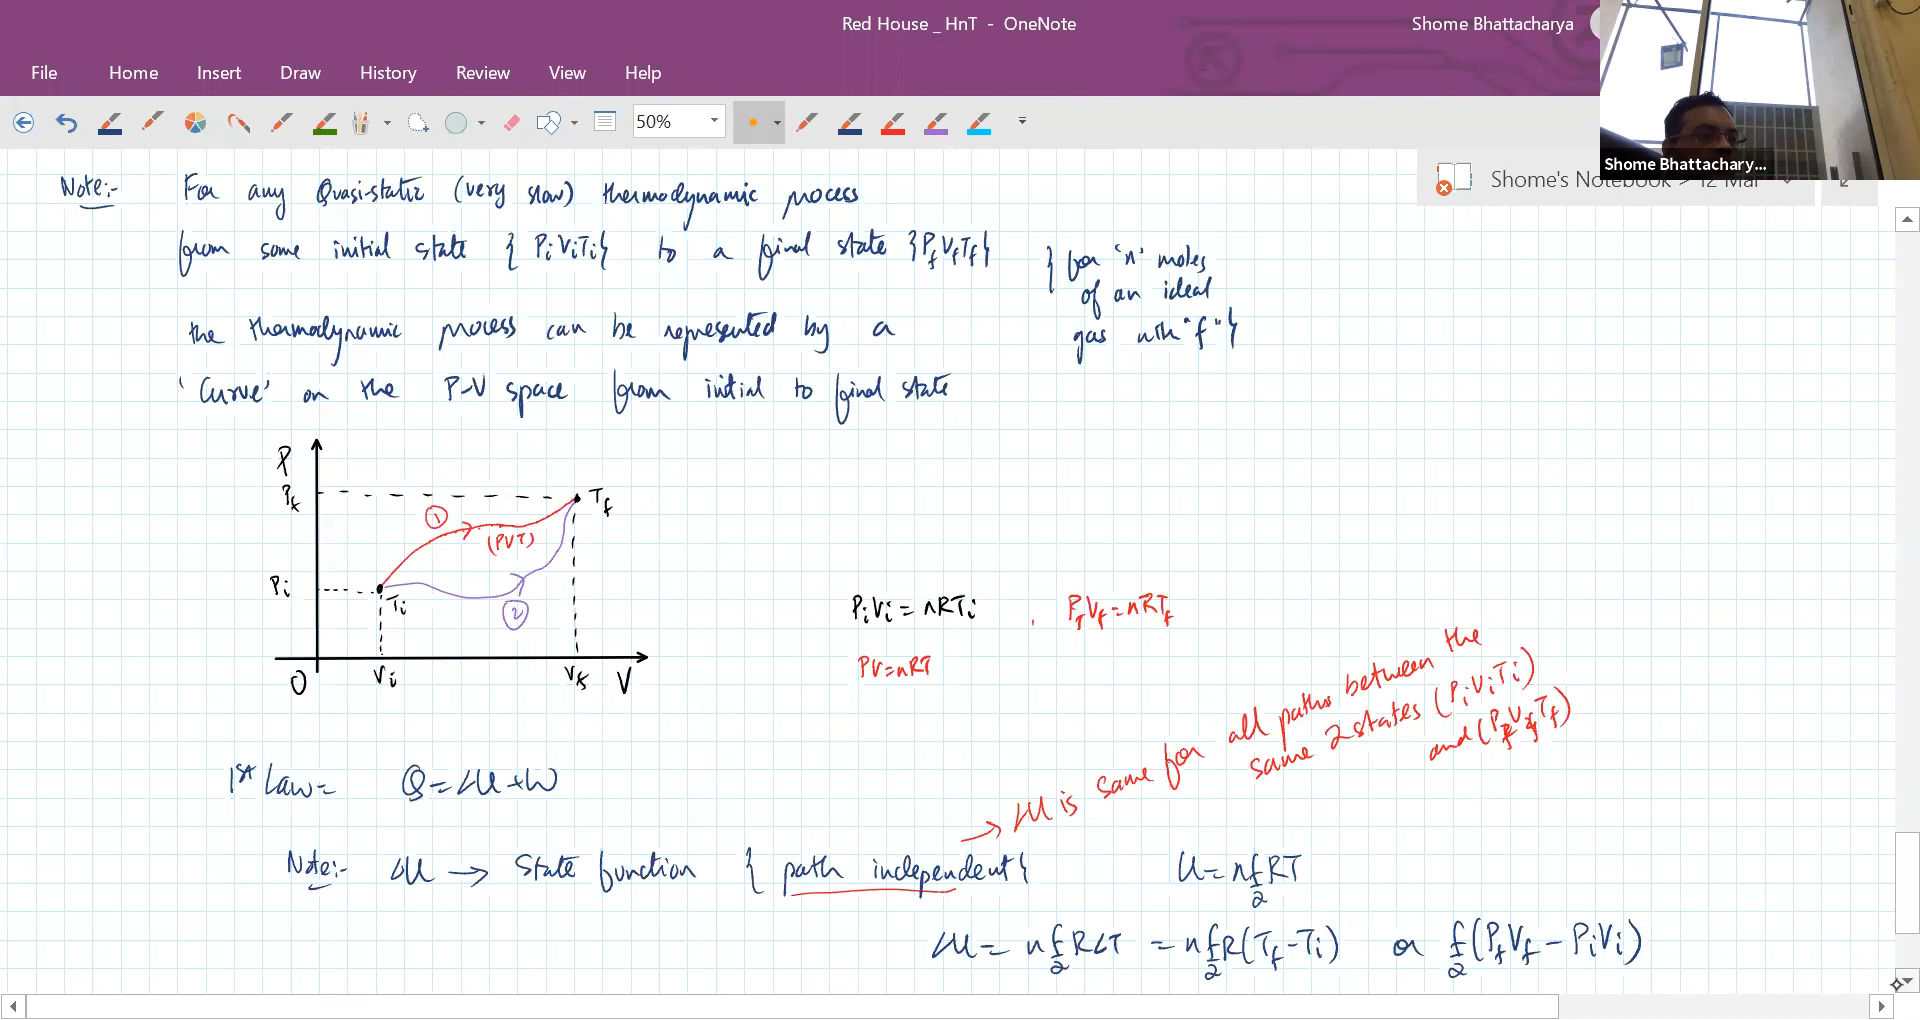 Red House _ HnT - OneNote
Shome Bhattacharya
File Home Insert Draw History Review View Help
50%
Shome Bhattachary...
Shome's Notebook > 12 Mar
Note:- For any Quasi-static (very slow) thermodynamic process
from some initial state { PiViTi} to a final state {PfVfTf}
{ for 'n' moles
of an ideal
gas with "f" }
the thermodynamic process can be represented by a
'Curve' on the P-V space from initial to final state
P
Pf
Tf
①
(PVT)
Pi
Ti
②
O Vi Vf V
PiVi = nRTi , PfVf = nRTf
PV=nRT
1st Law = Q = ΔU + W
→ ΔU is same for all paths between the
same 2 states (PiViTi)
and (PfVfTf)
Note:- ΔU → State function { path independent}
U = n f/2 RT
ΔU = n f/2 RΔT = n f/2 R(Tf - Ti) or f/2 (PfVf - PiVi)